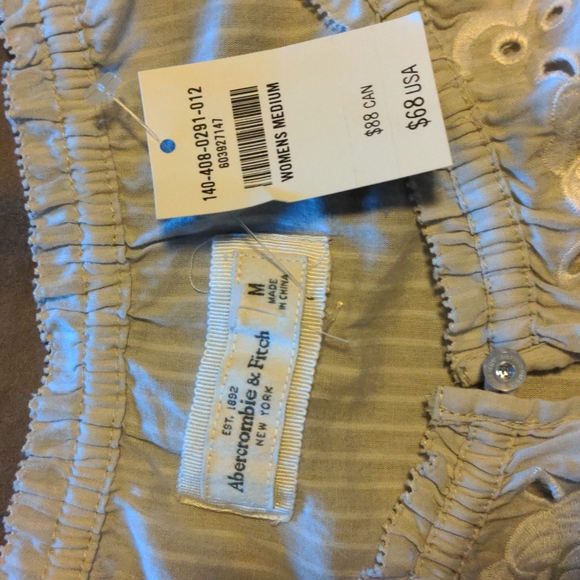 140-408-0291-012
603927147
WOMENS MEDIUM
$88 CAN
$68 USA
EST. 1892
Abercrombie & Fitch
NEW YORK
M
MADE
IN CHINA